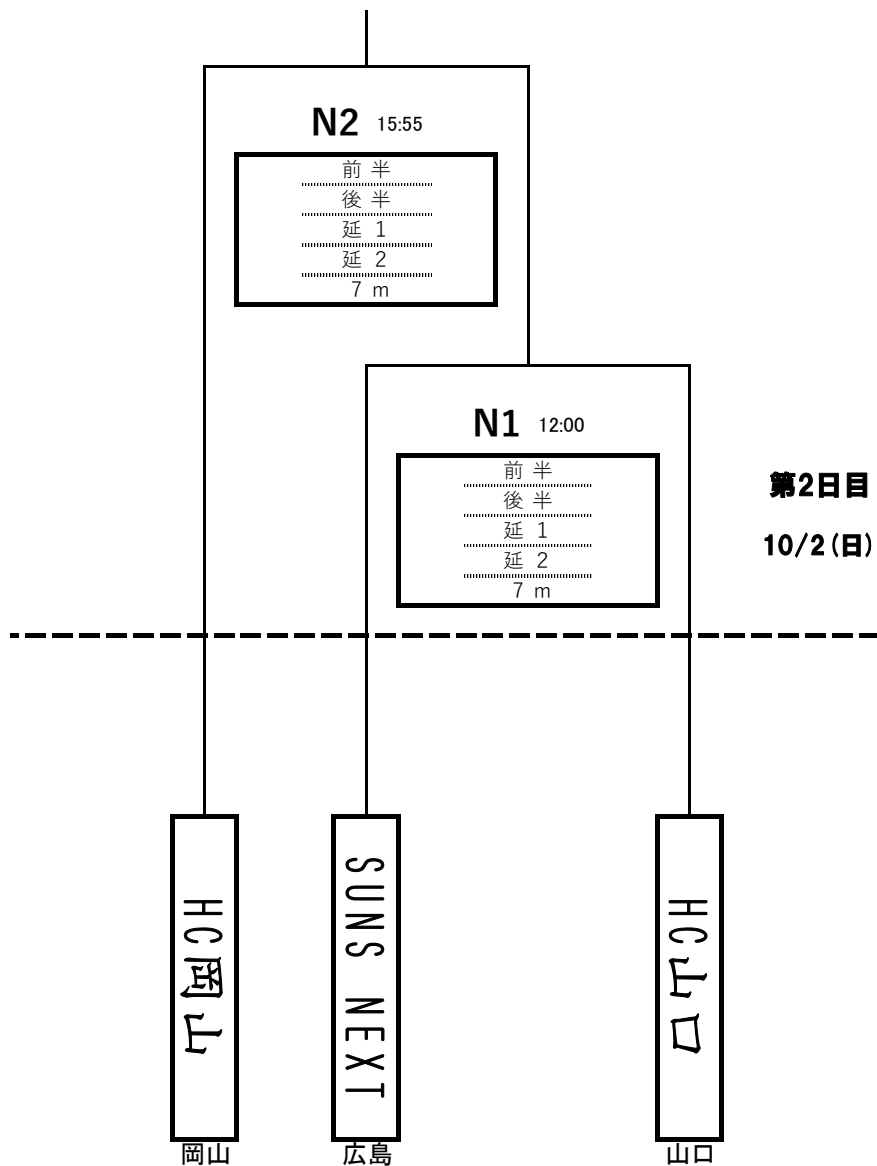 N2 15:55
前 半
後 半
延 1
延 2
7 m
N1 12:00
前 半
後 半
延 1
延 2
7 m
第2日目
10/2(日)
HC岡山
SUNS NEXT
HC山口
岡山
広島
山口